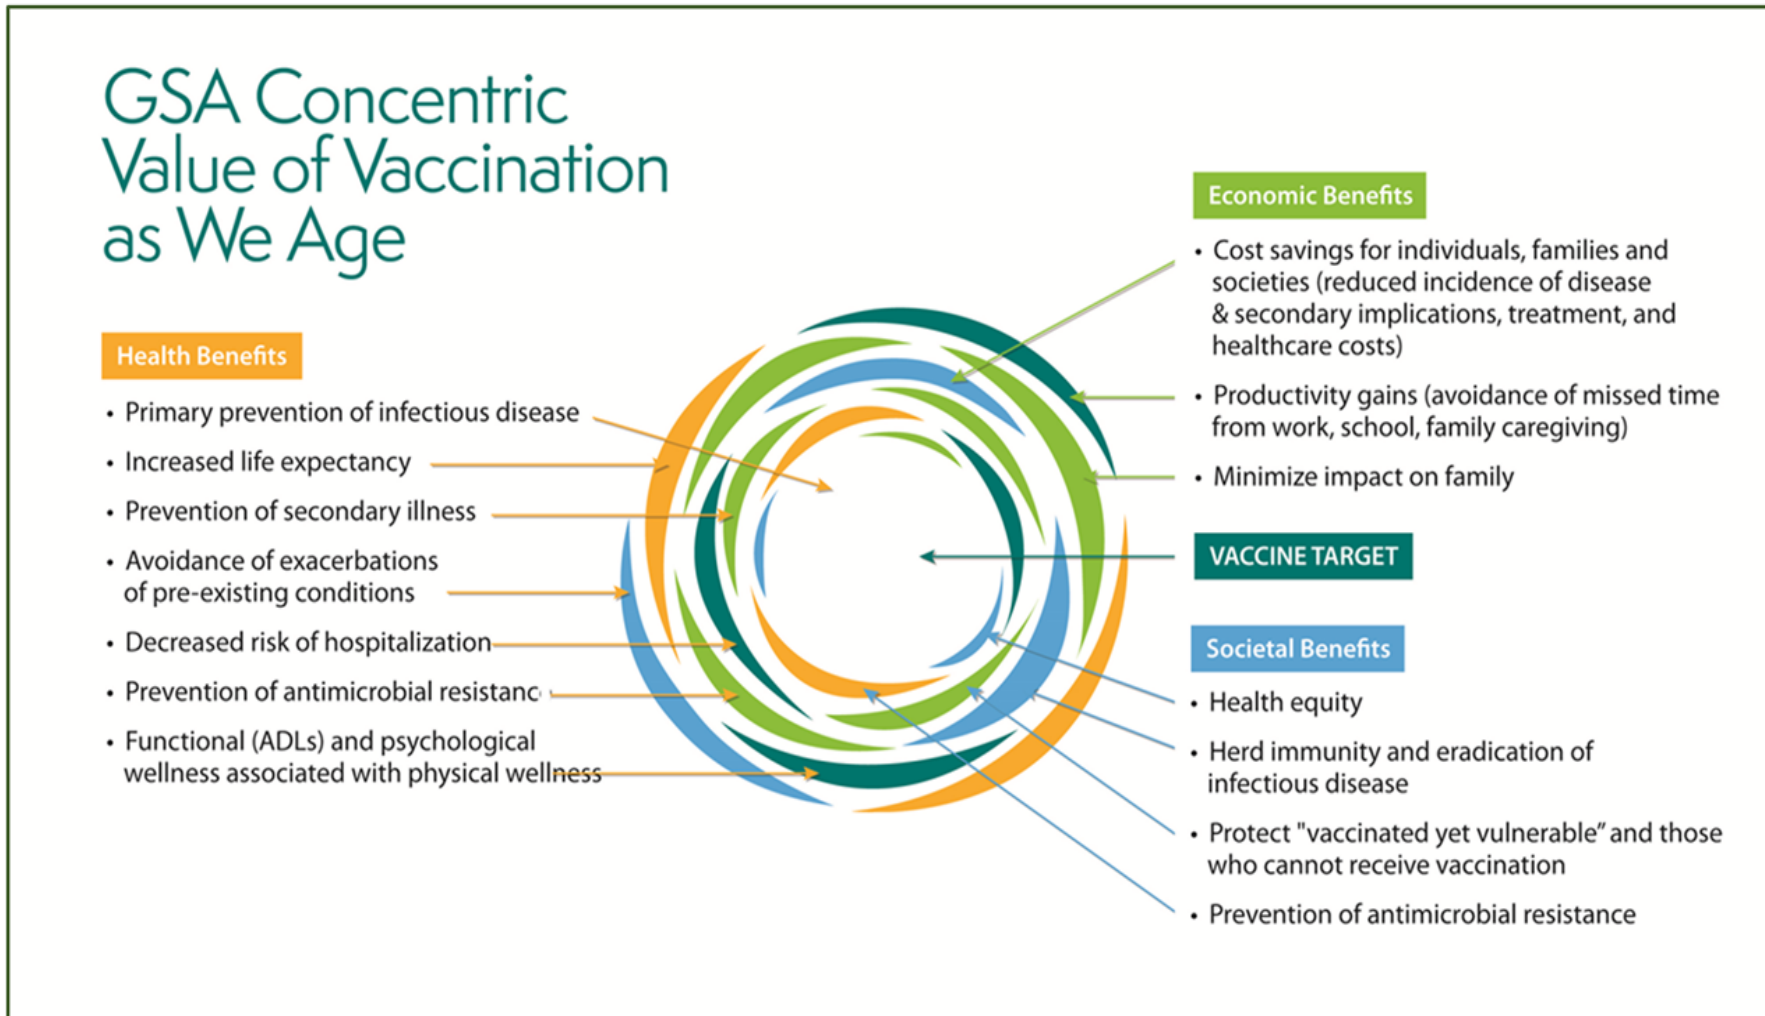 GSA Concentric
Value of Vaccination
as We Age
Health Benefits
• Primary prevention of infectious disease
• Increased life expectancy
• Prevention of secondary illness
• Avoidance of exacerbations
of pre-existing conditions
• Decreased risk of hospitalization
• Prevention of antimicrobial resistanc
• Functional (ADLs) and psychological
wellness associated with physical wellness
Economic Benefits
• Cost savings for individuals, families and
societies (reduced incidence of disease
& secondary implications, treatment, and
healthcare costs)
• Productivity gains (avoidance of missed time
from work, school, family caregiving)
• Minimize impact on family
VACCINE TARGET
Societal Benefits
• Health equity
• Herd immunity and eradication of
infectious disease
• Protect "vaccinated yet vulnerable” and those
who cannot receive vaccination
• Prevention of antimicrobial resistance